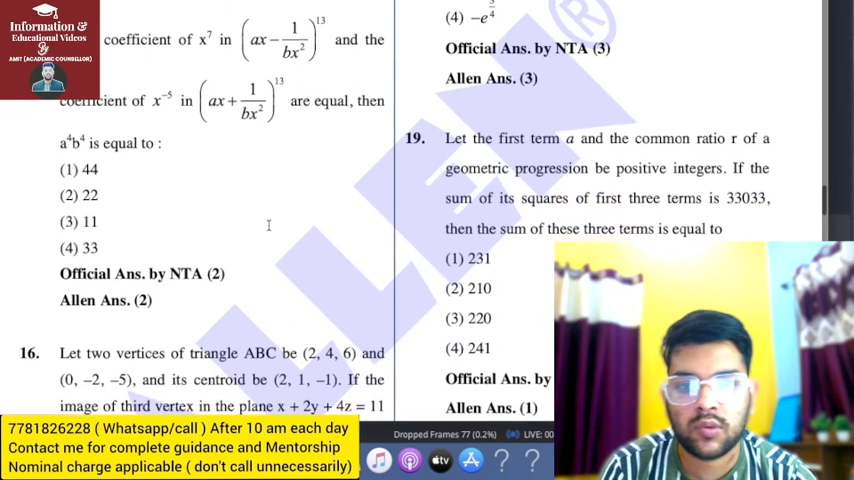 Information &
Educational Videos
By
AMIT (ACADEMIC COUNSELLOR)
coefficient of x⁷ in (ax − 1/bx²)¹³ and the
coefficient of x⁻⁵ in (ax + 1/bx²)¹³ are equal, then
a⁴b⁴ is equal to :
(1) 44
(2) 22
(3) 11
(4) 33
Official Ans. by NTA (2)
Allen Ans. (2)
16. Let two vertices of triangle ABC be (2, 4, 6) and
(0, −2, −5), and its centroid be (2, 1, −1). If the
image of third vertex in the plane x + 2y + 4z = 11
7781826228 ( Whatsapp/call ) After 10 am each day
Contact me for complete guidance and Mentorship
Nominal charge applicable ( don't call unnecessarily)
(4) −e
Official Ans. by NTA (3)
Allen Ans. (3)
19. Let the first term a and the common ratio r of a
geometric progression be positive integers. If the
sum of its squares of first three terms is 33033,
then the sum of these three terms is equal to
(1) 231
(2) 210
(3) 220
(4) 241
Official Ans. by
Allen Ans. (1)
ALLEN®
Dropped Frames 77 (0.2%) LIVE: 00
tv
? ?